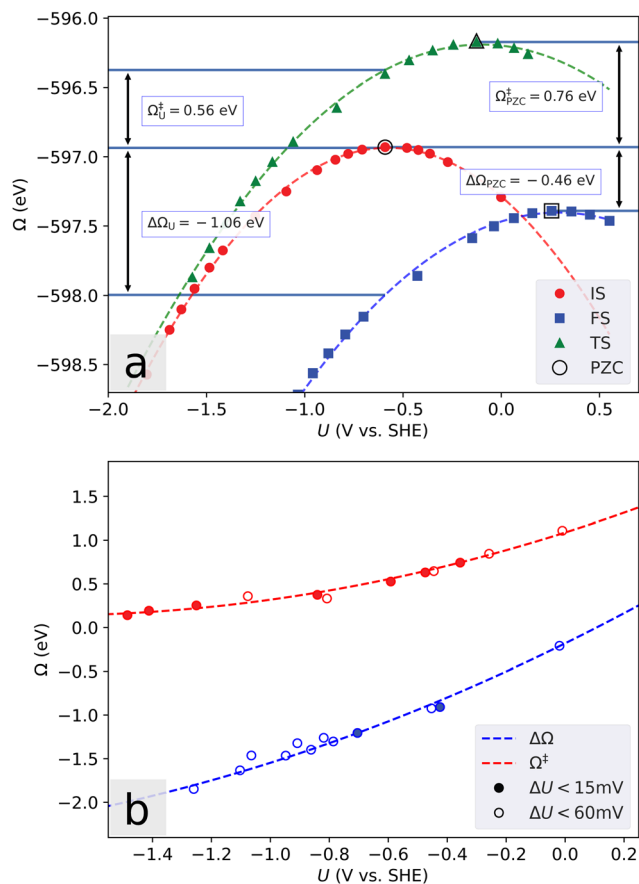 −596.0
−596.5
−597.0
−597.5
−598.0
−598.5
Ω (eV)
Ω‡U = 0.56 eV
Ω‡PZC = 0.76 eV
ΔΩPZC = −0.46 eV
ΔΩU = −1.06 eV
IS
FS
TS
PZC
a
−2.0 −1.5 −1.0 −0.5 0.0 0.5
U (V vs. SHE)
1.5
1.0
0.5
0.0
−0.5
−1.0
−1.5
−2.0
Ω (eV)
ΔΩ
Ω‡
ΔU < 15mV
ΔU < 60mV
b
−1.4 −1.2 −1.0 −0.8 −0.6 −0.4 −0.2 0.0 0.2
U (V vs. SHE)